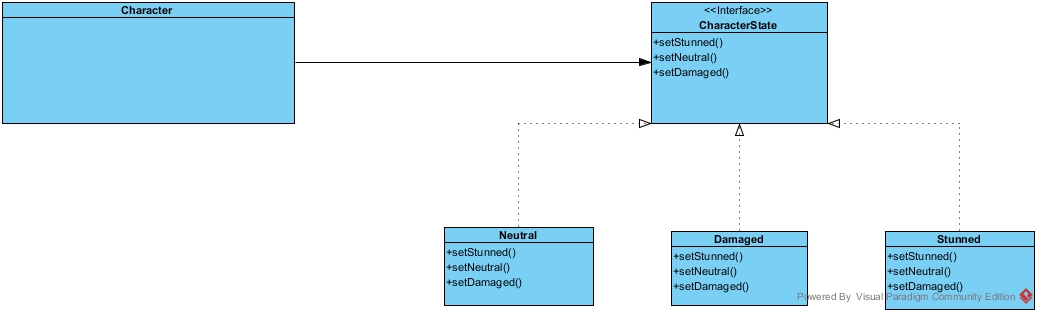 Character
<<Interface>>
CharacterState
+setStunned()
+setNeutral()
+setDamaged()
Neutral
+setStunned()
+setNeutral()
+setDamaged()
Damaged
+setStunned()
+setNeutral()
+setDamaged()
Stunned
+setStunned()
+setNeutral()
+setDamaged()
Powered By Visual Paradigm Community Edition